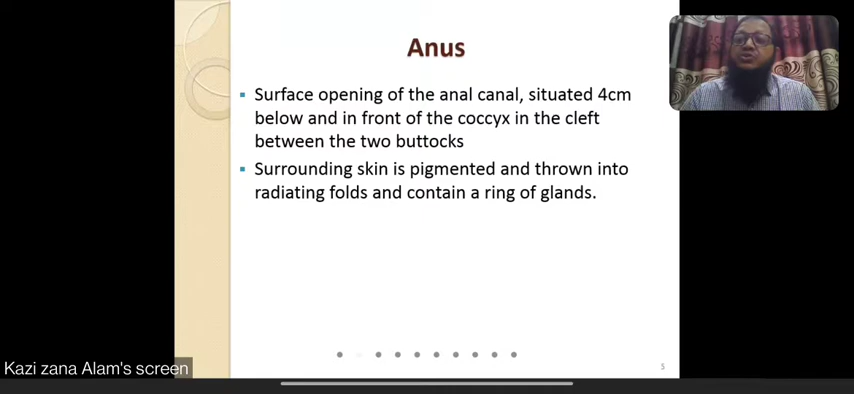 Anus
▪ Surface opening of the anal canal, situated 4cm
below and in front of the coccyx in the cleft
between the two buttocks
▪ Surrounding skin is pigmented and thrown into
radiating folds and contain a ring of glands.
5
Kazi zana Alam's screen